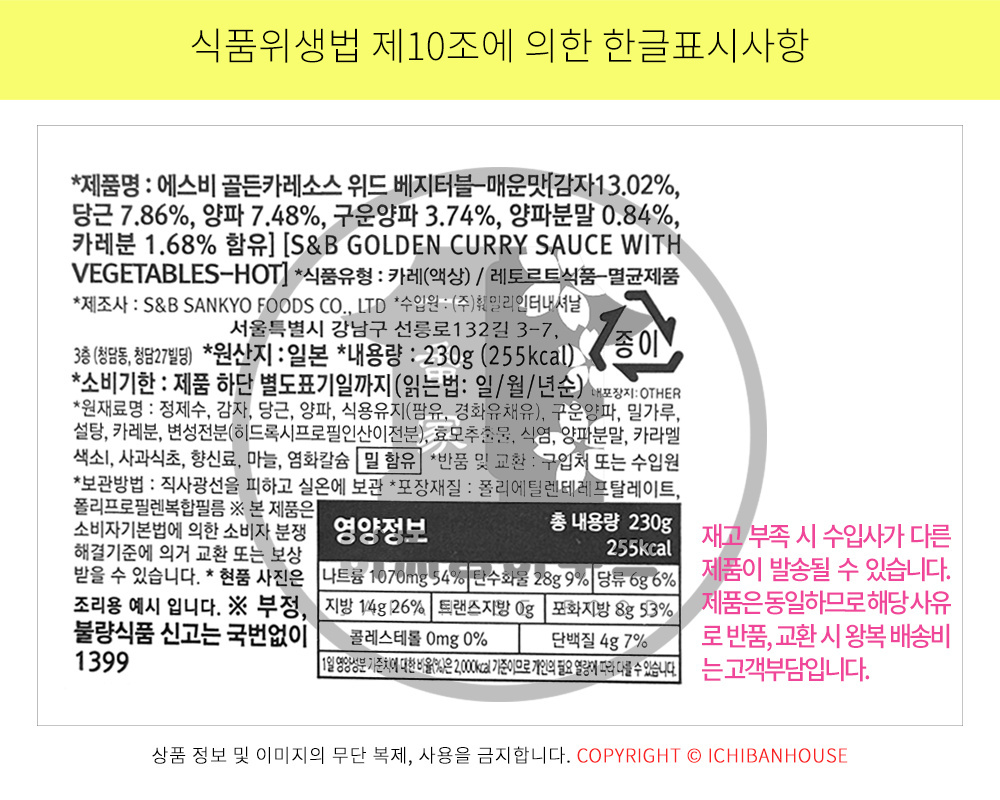 식품위생법 제10조에 의한 한글표시사항
*제품명 : 에스비 골든카레소스 위드 베지터블-매운맛[감자13.02%,
당근 7.86%, 양파 7.48%, 구운양파 3.74%, 양파분말 0.84%,
카레분 1.68% 함유] [S&B GOLDEN CURRY SAUCE WITH
VEGETABLES-HOT] *식품유형 : 카레(액상) / 레토르트식품-멸균제품
*제조사 : S&B SANKYO FOODS CO., LTD *수입원 : (주)훼밀리인터내셔날
서울특별시 강남구 선릉로132길 3-7,
3층 (청담동, 청담27빌딩) *원산지 : 일본 *내용량 : 230g (255kcal)
종이
*소비기한 : 제품 하단 별도표기일까지 (읽는법: 일/월/년순)
내포장지: OTHER
*원재료명 : 정제수, 감자, 당근, 양파, 식용유지(팜유, 경화유채유), 구운양파, 밀가루,
설탕, 카레분, 변성전분(히드록시프로필인산이전분), 효모추출물, 식염, 양파분말, 카라멜
색소I, 사과식초, 향신료, 마늘, 염화칼슘 밀 함유 *반품 및 교환 : 구입처 또는 수입원
*보관방법 : 직사광선을 피하고 실온에 보관 *포장재질 : 폴리에틸렌테레프탈레이트,
폴리프로필렌복합필름 ※ 본 제품은
소비자기본법에 의한 소비자 분쟁
해결기준에 의거 교환 또는 보상
받을 수 있습니다. * 현품 사진은
조리용 예시 입니다. ※ 부정,
불량식품 신고는 국번없이
1399
영양정보
총 내용량 230g
255kcal
나트륨 1070mg 54% 탄수화물 28g 9% 당류 6g 6%
지방 14g 26% 트랜스지방 0g 포화지방 8g 53%
콜레스테롤 0mg 0% 단백질 4g 7%
1일 영양성분 기준치에 대한 비율(%)은 2,000kcal 기준이므로 개인의 필요 열량에 따라 다를 수 있습니다.
재고 부족 시 수입사가 다른
제품이 발송될 수 있습니다.
제품은 동일하므로 해당 사유
로 반품, 교환 시 왕복 배송비
는 고객부담입니다.
상품 정보 및 이미지의 무단 복제, 사용을 금지합니다. COPYRIGHT © ICHIBANHOUSE